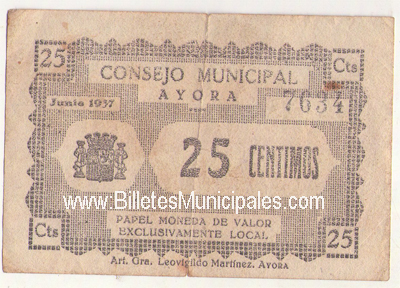 25 Cts
CONSEJO MUNICIPAL
AYORA
Junio 1937 7634
25 CENTIMOS
www.BilletesMunicipales.com
PAPEL MONEDA DE VALOR
EXCLUSIVAMENTE LOCAL
Cts 25
Art. Gra. Leovigildo Martínez. AYORA